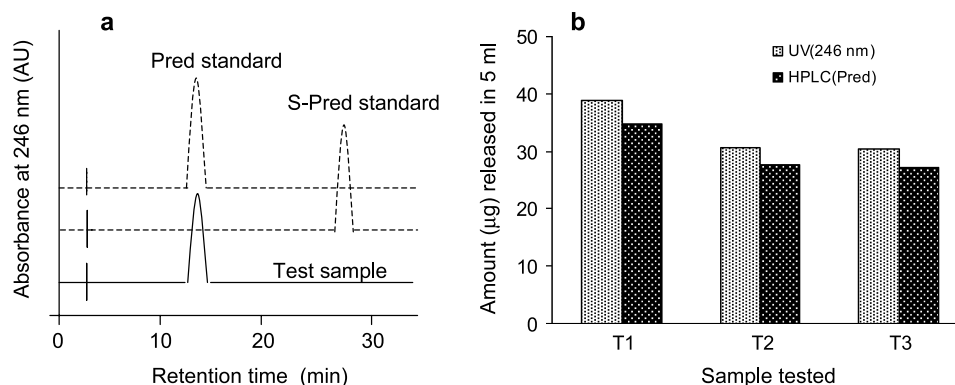 a
Absorbance at 246 nm (AU)
Pred standard
S-Pred standard
Test sample
0
10
20
30
Retention time (min)
b
Amount (μg) released in 5 ml
50
40
30
20
10
0
UV(246 nm)
HPLC(Pred)
T1
T2
T3
Sample tested